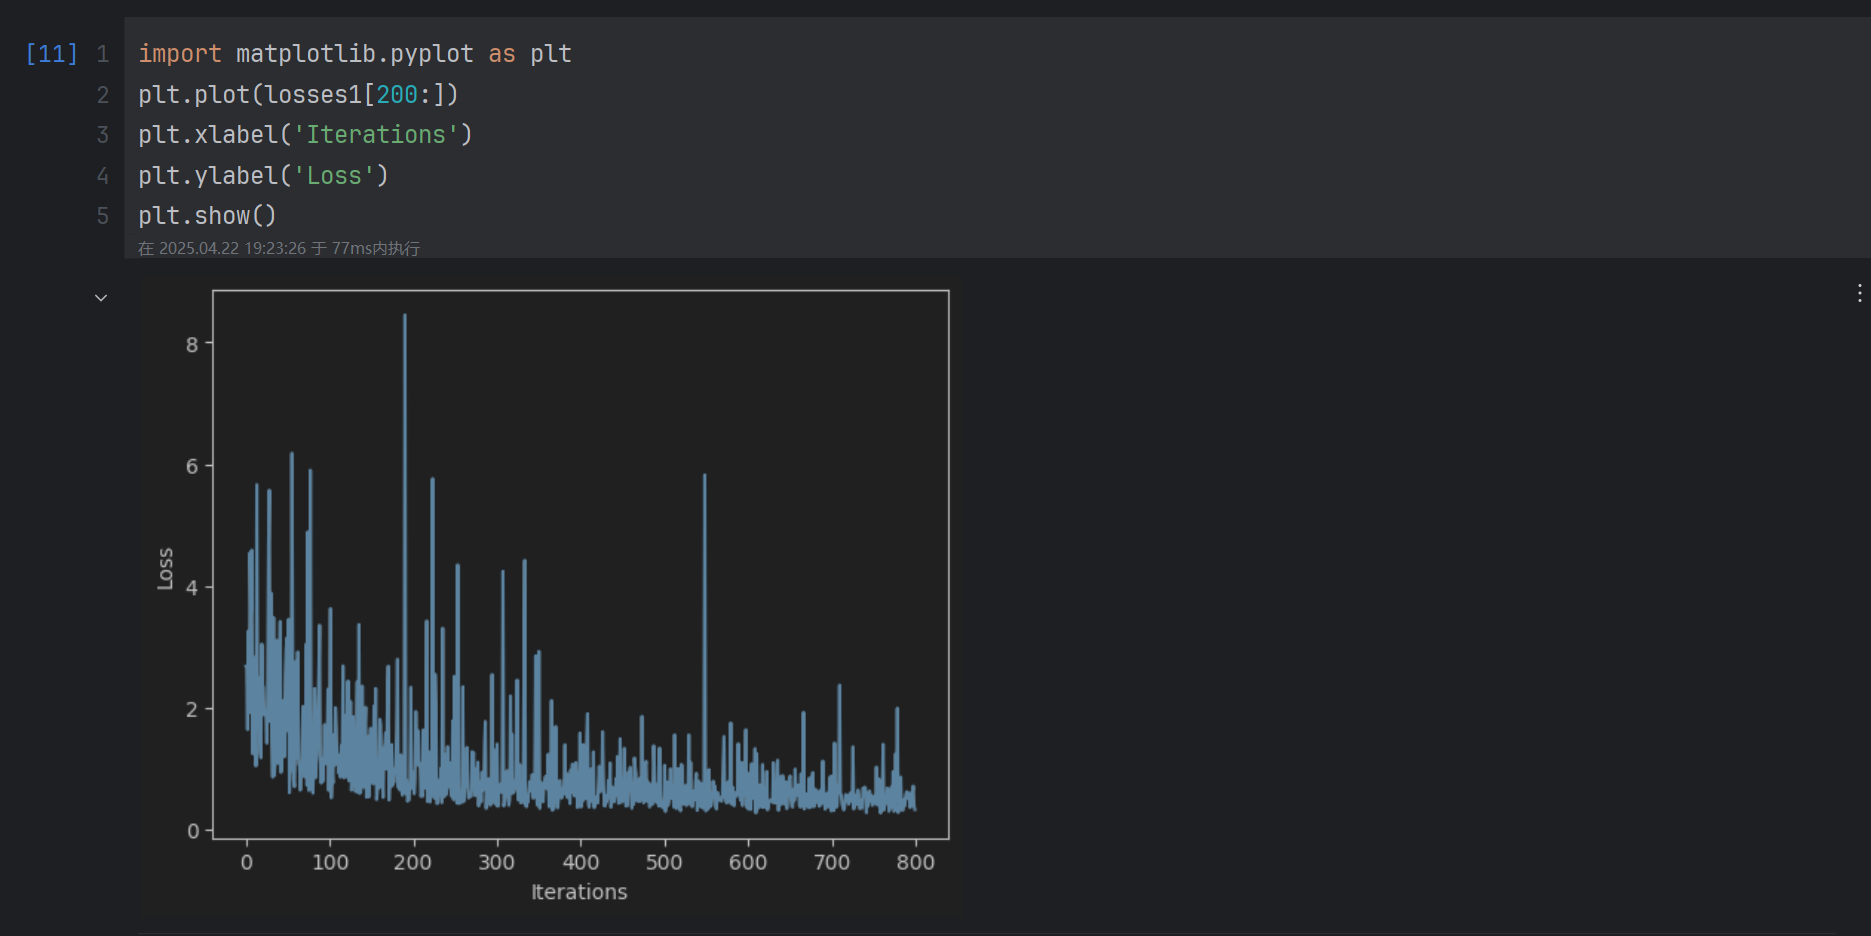 [11] 1 import matplotlib.pyplot as plt
2 plt.plot(losses1[200:])
3 plt.xlabel('Iterations')
4 plt.ylabel('Loss')
5 plt.show()
在 2025.04.22 19:23:26 于 77ms内执行
8
6
4
2
0
Loss
0 100 200 300 400 500 600 700 800
Iterations